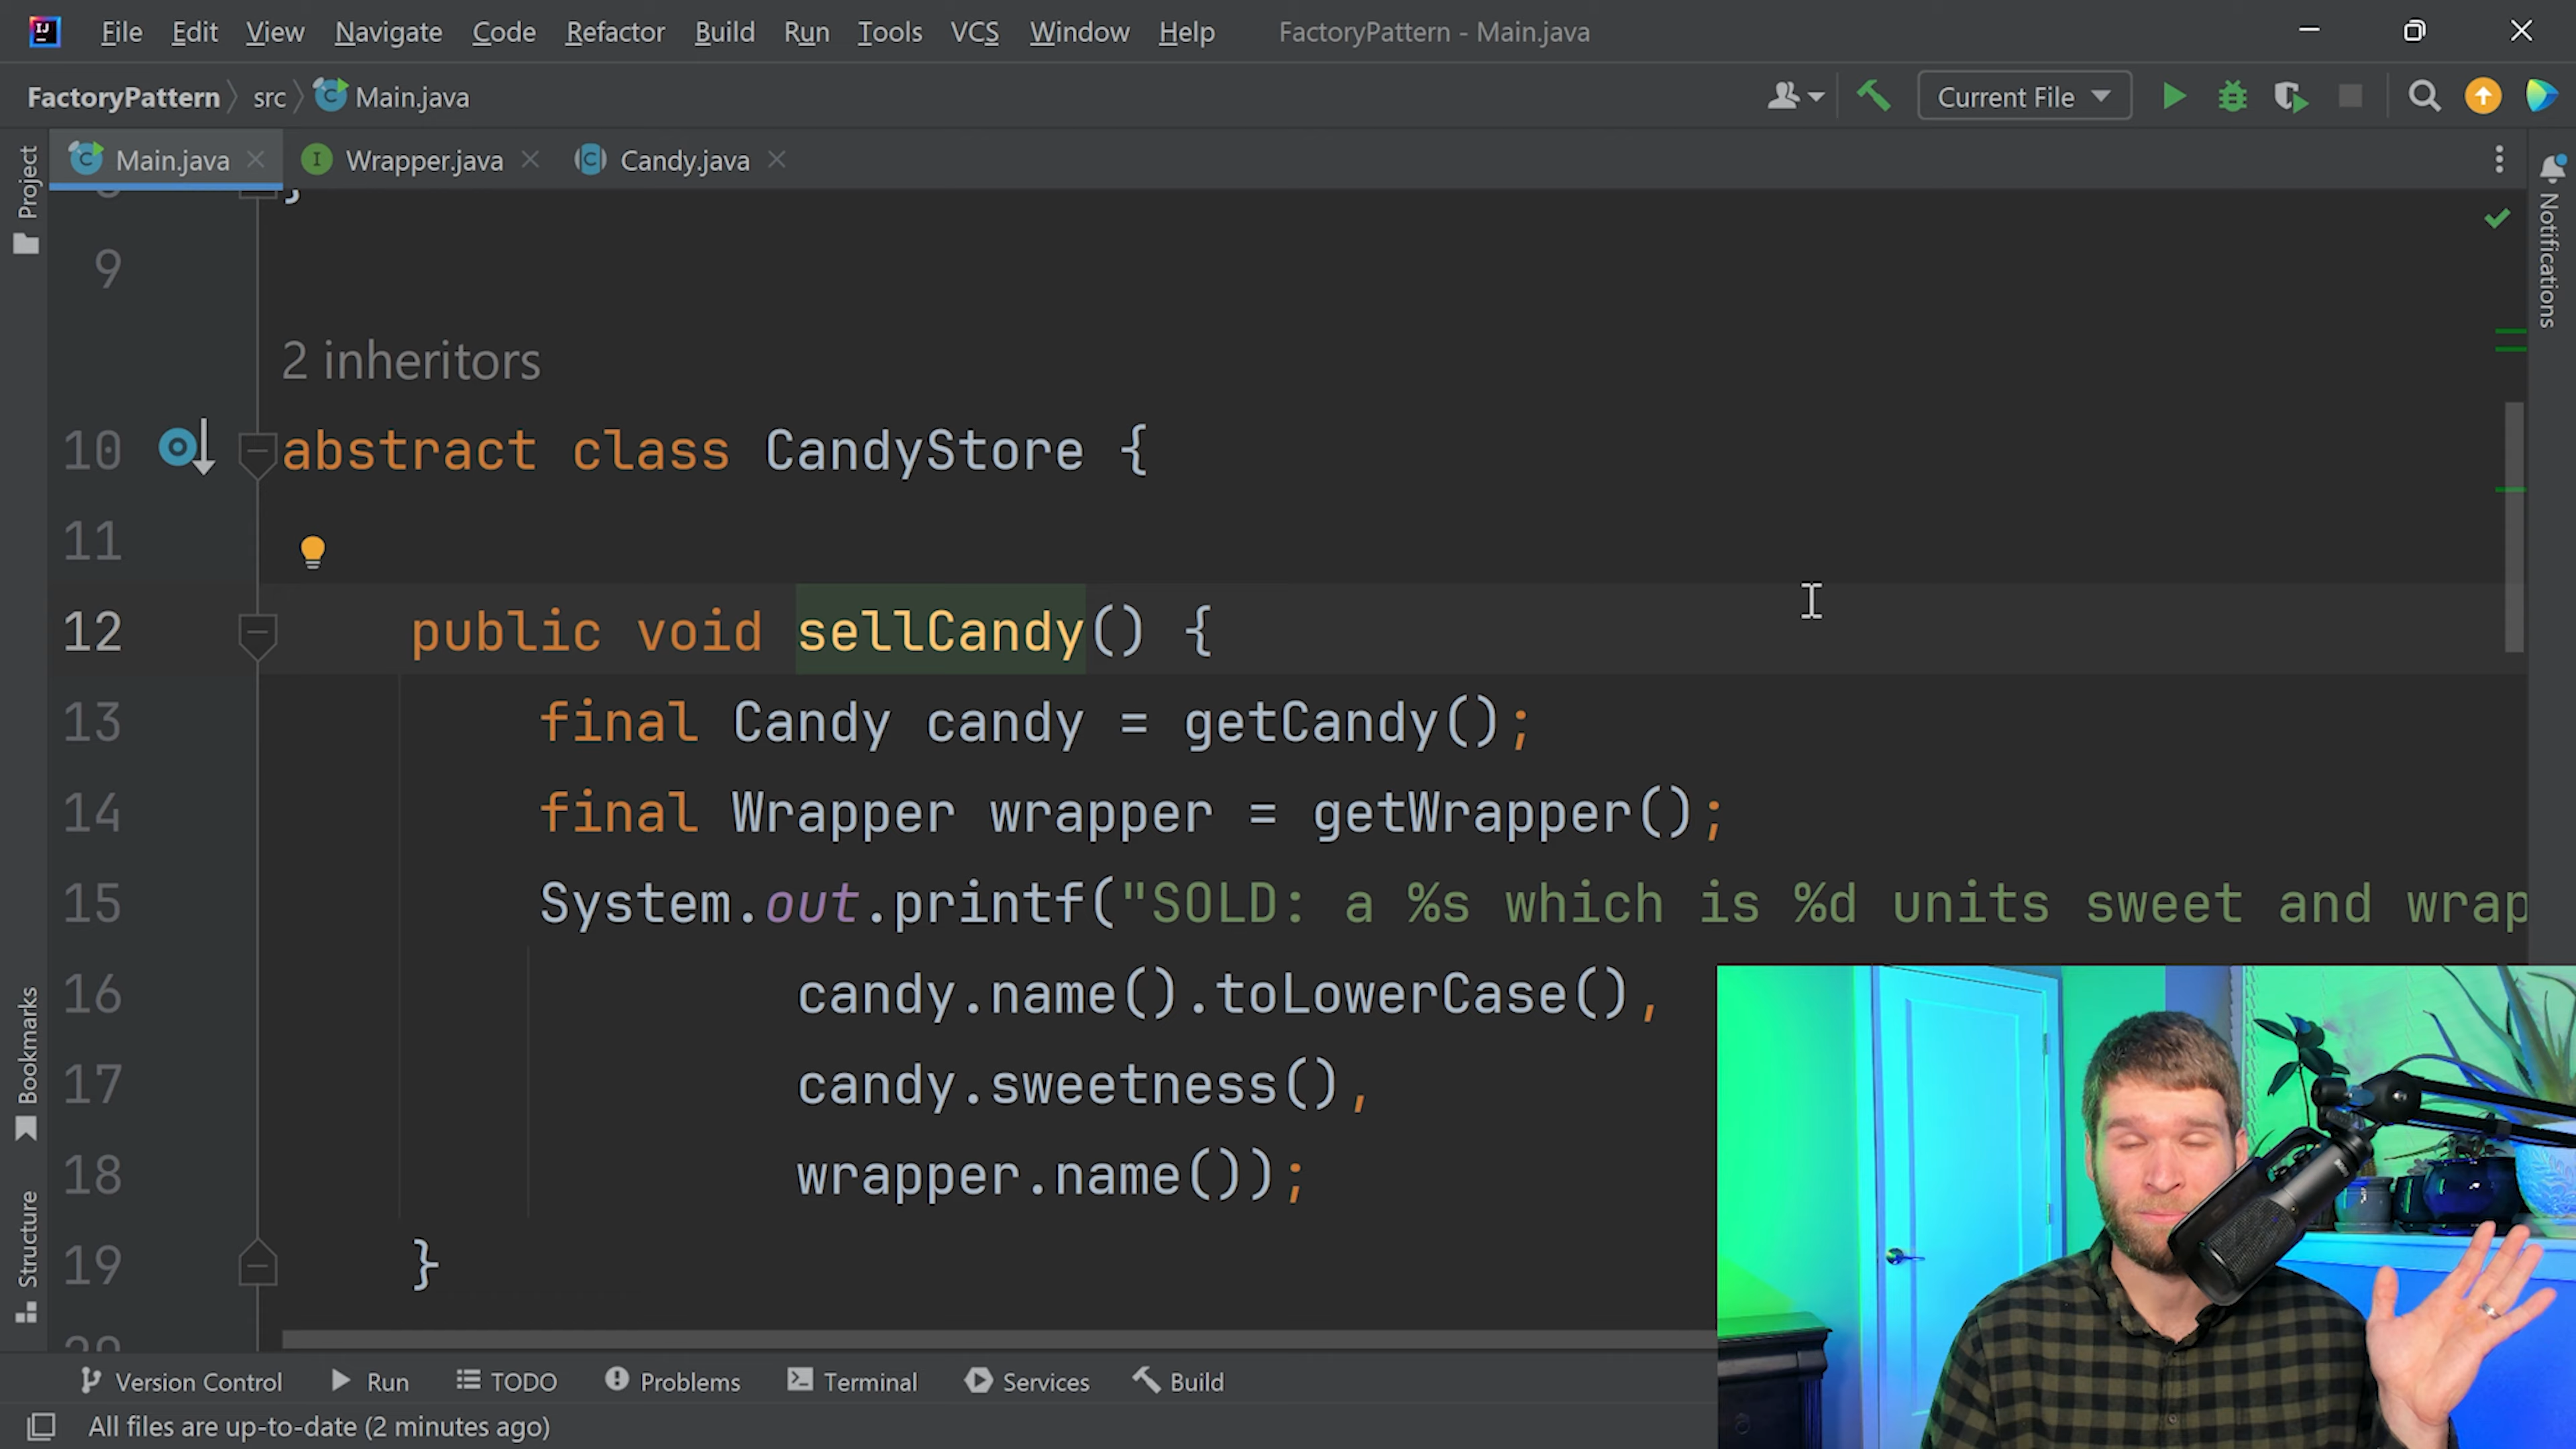 File Edit View Navigate Code Refactor Build Run Tools VCS Window Help FactoryPattern - Main.java
FactoryPattern src Main.java Current File
Main.java Wrapper.java Candy.java
Project
Notifications
9
2 inheritors
10 abstract class CandyStore {
11
12 public void sellCandy() {
13 final Candy candy = getCandy();
14 final Wrapper wrapper = getWrapper();
15 System.out.printf("SOLD: a %s which is %d units sweet and wrap
16 candy.name().toLowerCase(),
17 candy.sweetness(),
18 wrapper.name());
19 }
Bookmarks
Structure
Version Control Run TODO Problems Terminal Services Build
All files are up-to-date (2 minutes ago)